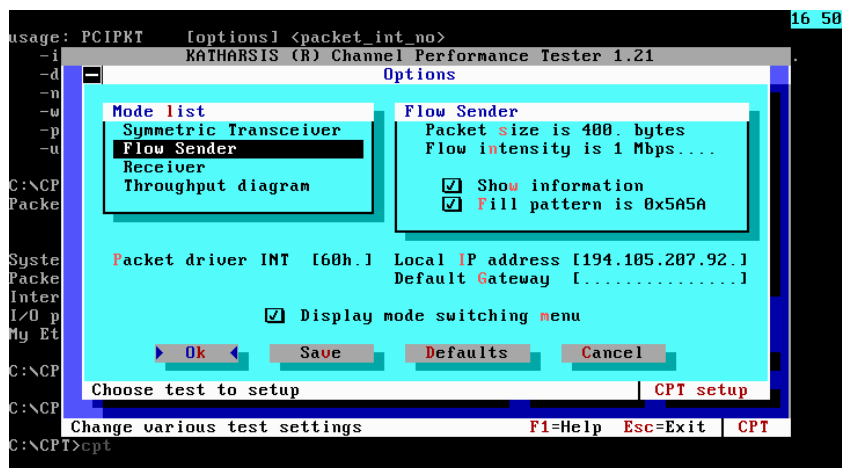 16 50
usage: PCIPKT [options] <packet_int_no>
-i KATHARSIS (R) Channel Performance Tester 1.21 .
-d Options
-n
-w Mode list Flow Sender
-p Symmetric Transceiver Packet size is 400. bytes
-u Flow Sender Flow intensity is 1 Mbps....
Receiver
C:\CP Throughput diagram Show information
Packe Fill pattern is 0x5A5A
Syste Packet driver INT [60h.] Local IP address [194.105.207.92.]
Packe Default Gateway [...............]
Inter
I/O p Display mode switching menu
My Et
Ok Save Defaults Cancel
C:\CP
Choose test to setup CPT setup
C:\CP
Change various test settings F1=Help Esc=Exit CPT
C:\CPT>cpt